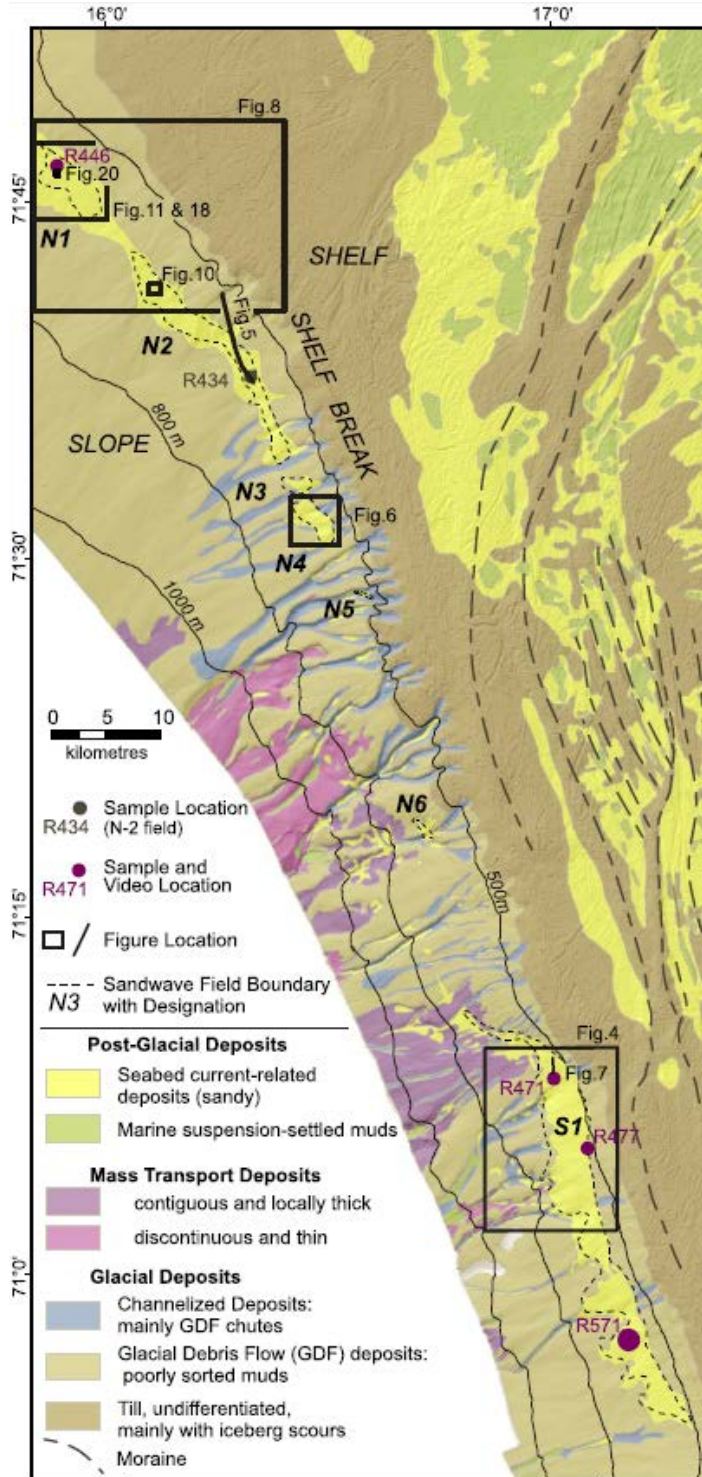 16°0'
17°0'
Fig.8
R446
Fig.20
71°45'
Fig.11 & 18
N1
SHELF
Fig.10
Fig.5
SHELF BREAK
N2
R434
800 m
SLOPE
N3
Fig.6
71°30'
N4
1000 m
N5
0 5 10
kilometres
N6
Sample Location
R434 (N-2 field)
Sample and
R471 Video Location
500m
71°15'
Figure Location
Sandwave Field Boundary
N3 with Designation
Fig.4
Post-Glacial Deposits
R471
Fig.7
Seabed current-related
deposits (sandy)
S1
R477
Marine suspension-settled muds
Mass Transport Deposits
contiguous and locally thick
discontinuous and thin
71°0'
Glacial Deposits
Channelized Deposits:
mainly GDF chutes
R571
Glacial Debris Flow (GDF) deposits:
poorly sorted muds
Till, undifferentiated,
mainly with iceberg scours
Moraine